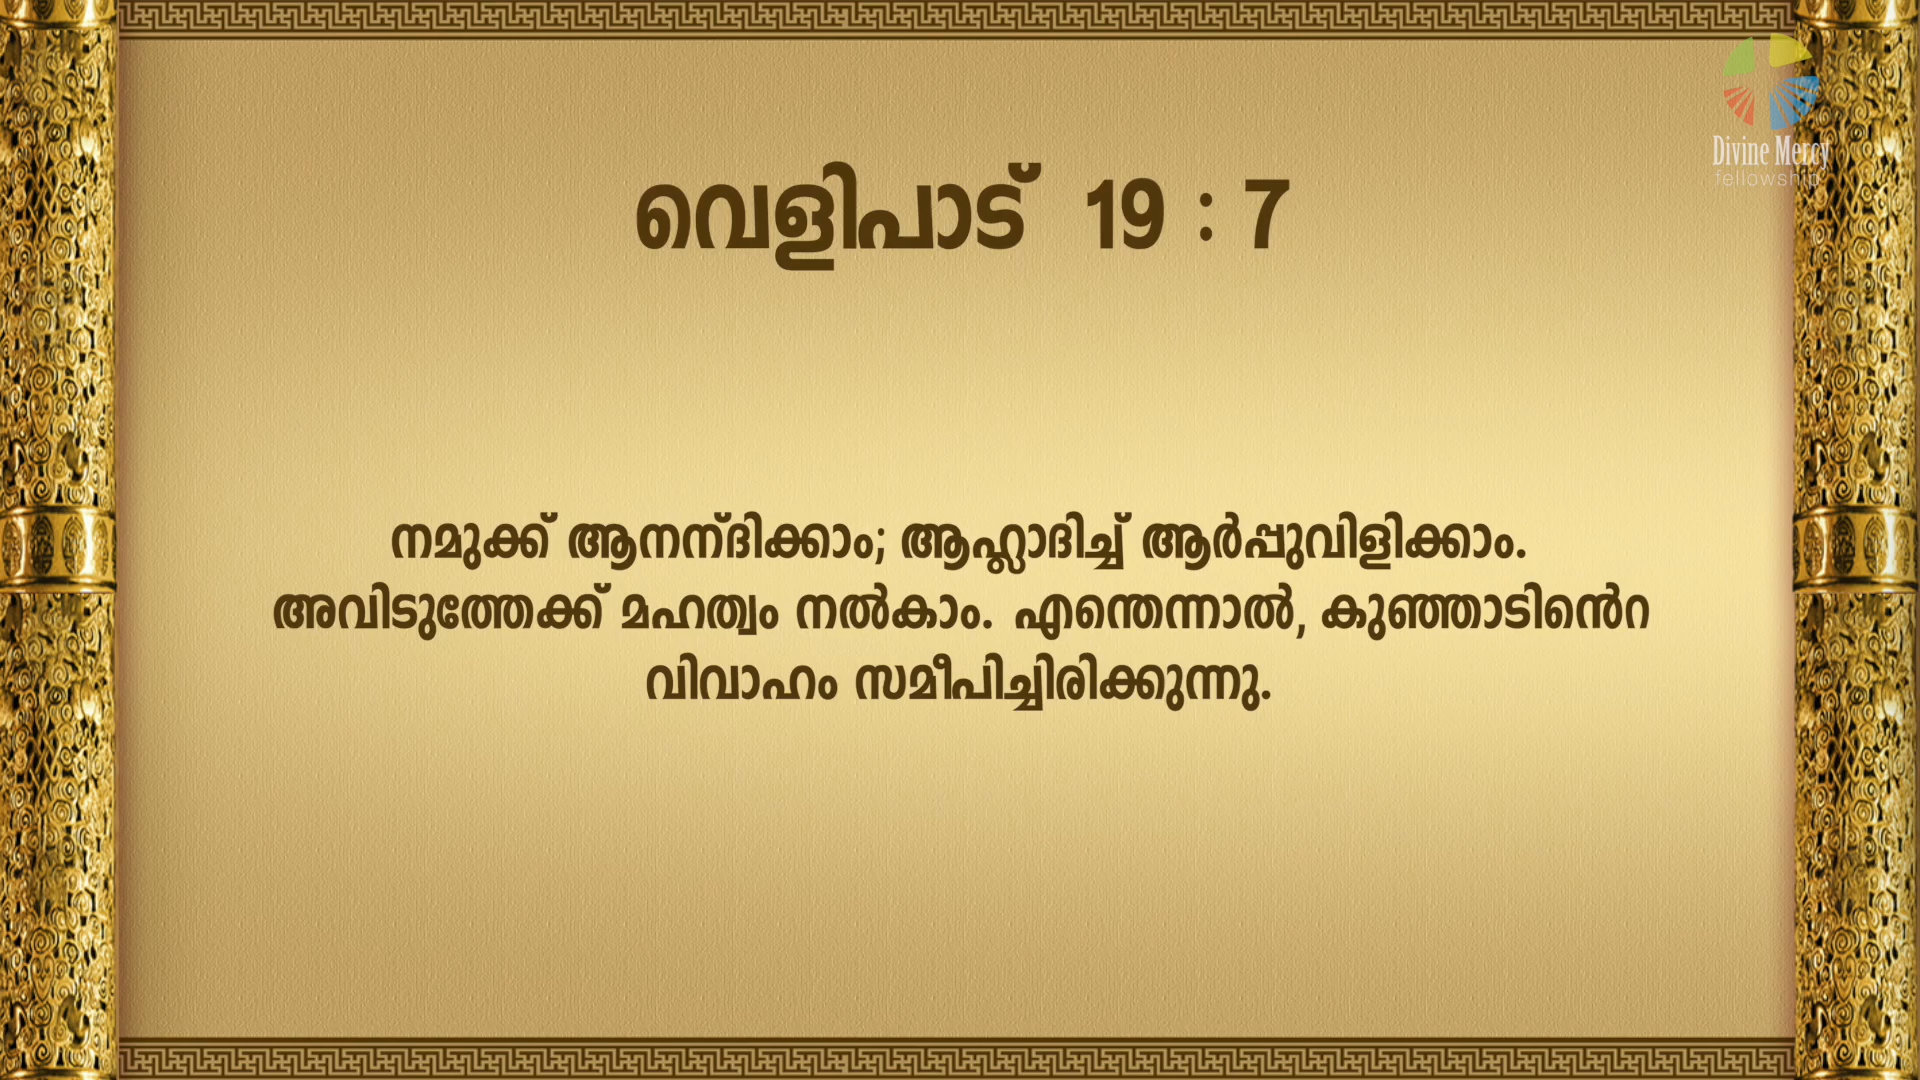 Divine Mercy
fellowship
വെളിപാട് 19 : 7
നമുക്ക് ആനന്ദിക്കാം; ആഹ്ലാദിച്ച് ആർപ്പുവിളിക്കാം.
അവിടുത്തേക്ക് മഹത്വം നൽകാം. എന്തെന്നാൽ, കുഞ്ഞാടിൻെറ
വിവാഹം സമീപിച്ചിരിക്കുന്നു.